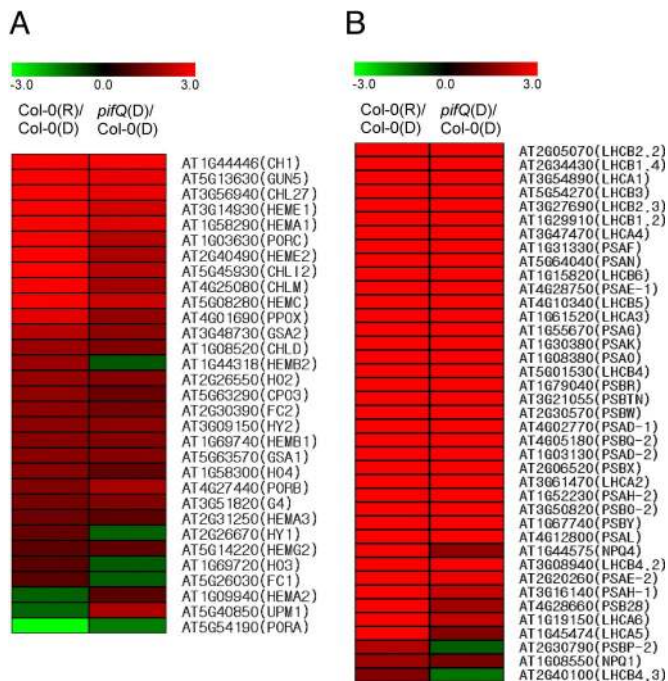 A
-3.0 0.0 3.0
Col-0(R)/ pifQ(D)/
Col-0(D) Col-0(D)
AT1G44446(CH1)
AT5G13630(GUN5)
AT3G56940(CHL27)
AT3G14930(HEME1)
AT1G58290(HEMA1)
AT1G03630(PORC)
AT2G40490(HEME2)
AT5G45930(CHLI2)
AT4G25080(CHLM)
AT5G08280(HEMC)
AT4G01690(PPOX)
AT3G48730(GSA2)
AT1G08520(CHLD)
AT1G44318(HEMB2)
AT2G26550(HO2)
AT5G63290(CPO3)
AT2G30390(FC2)
AT3G09150(HY2)
AT1G69740(HEMB1)
AT5G63570(GSA1)
AT1G58300(HO4)
AT4G27440(PORB)
AT3G51820(G4)
AT2G31250(HEMA3)
AT2G26670(HY1)
AT5G14220(HEMG2)
AT1G69720(HO3)
AT5G26030(FC1)
AT1G09940(HEMA2)
AT5G40850(UPM1)
AT5G54190(PORA)
B
-3.0 0.0 3.0
Col-0(R)/ pifQ(D)/
Col-0(D) Col-0(D)
AT2G05070(LHCB2.2)
AT2G34430(LHCB1.4)
AT3G54890(LHCA1)
AT5G54270(LHCB3)
AT3G27690(LHCB2.3)
AT1G29910(LHCB1.2)
AT3G47470(LHCA4)
AT1G31330(PSAF)
AT5G64040(PSAN)
AT1G15820(LHCB6)
AT4G28750(PSAE-1)
AT4G10340(LHCB5)
AT1G61520(LHCA3)
AT1G55670(PSAG)
AT1G30380(PSAK)
AT1G08380(PSAO)
AT5G01530(LHCB4)
AT1G79040(PSBR)
AT3G21055(PSBTN)
AT2G30570(PSBW)
AT4G02770(PSAD-1)
AT4G05180(PSBQ-2)
AT1G03130(PSAD-2)
AT2G06520(PSBX)
AT3G61470(LHCA2)
AT1G52230(PSAH-2)
AT3G50820(PSBO-2)
AT1G67740(PSBY)
AT4G12800(PSAL)
AT1G44575(NPQ4)
AT3G08940(LHCB4.2)
AT2G20260(PSAE-2)
AT3G16140(PSAH-1)
AT4G28660(PSB28)
AT1G19150(LHCA6)
AT1G45474(LHCA5)
AT2G30790(PSBP-2)
AT1G08550(NPQ1)
AT2G40100(LHCB4.3)